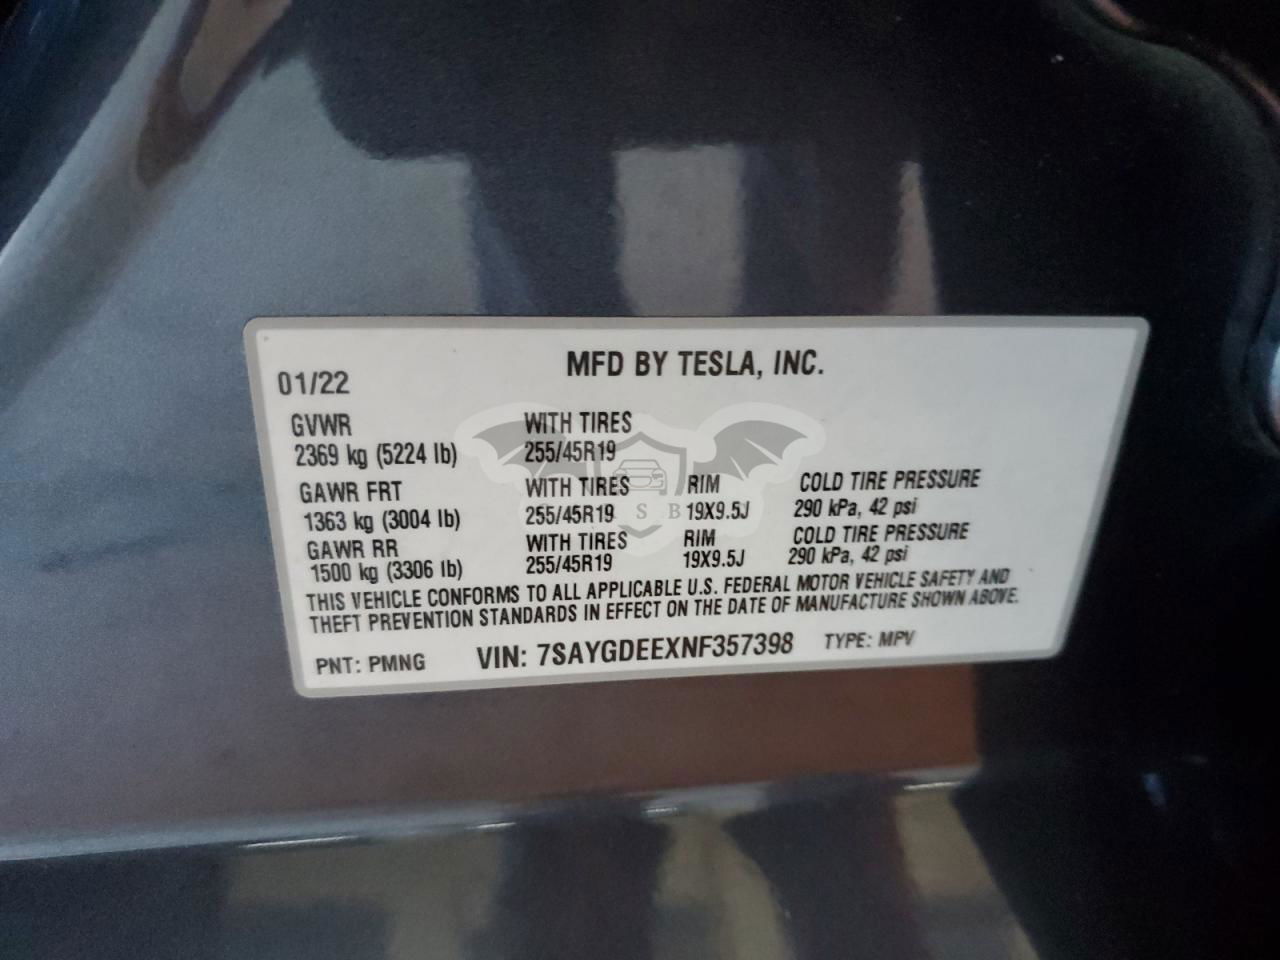 MFD BY TESLA, INC.
01/22
GVWR WITH TIRES
2369 kg (5224 lb) 255/45R19
GAWR FRT WITH TIRES RIM COLD TIRE PRESSURE
1363 kg (3004 lb) 255/45R19 19X9.5J 290 kPa, 42 psi
GAWR RR WITH TIRES RIM COLD TIRE PRESSURE
1500 kg (3306 lb) 255/45R19 19X9.5J 290 kPa, 42 psi
THIS VEHICLE CONFORMS TO ALL APPLICABLE U.S. FEDERAL MOTOR VEHICLE SAFETY AND
THEFT PREVENTION STANDARDS IN EFFECT ON THE DATE OF MANUFACTURE SHOWN ABOVE.
PNT: PMNG VIN: 7SAYGDEEXNF357398 TYPE: MPV
S B